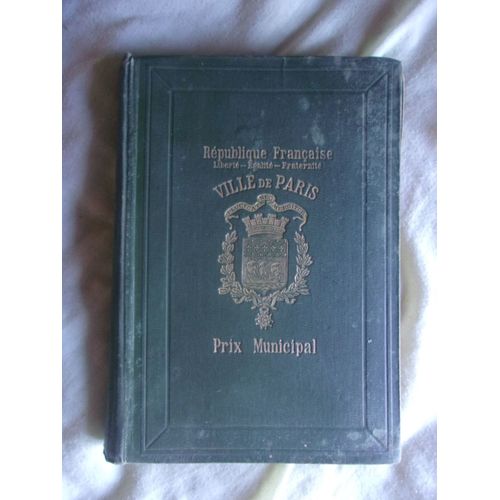 République Française
Liberté – Égalité – Fraternité
VILLE DE PARIS
Prix Municipal